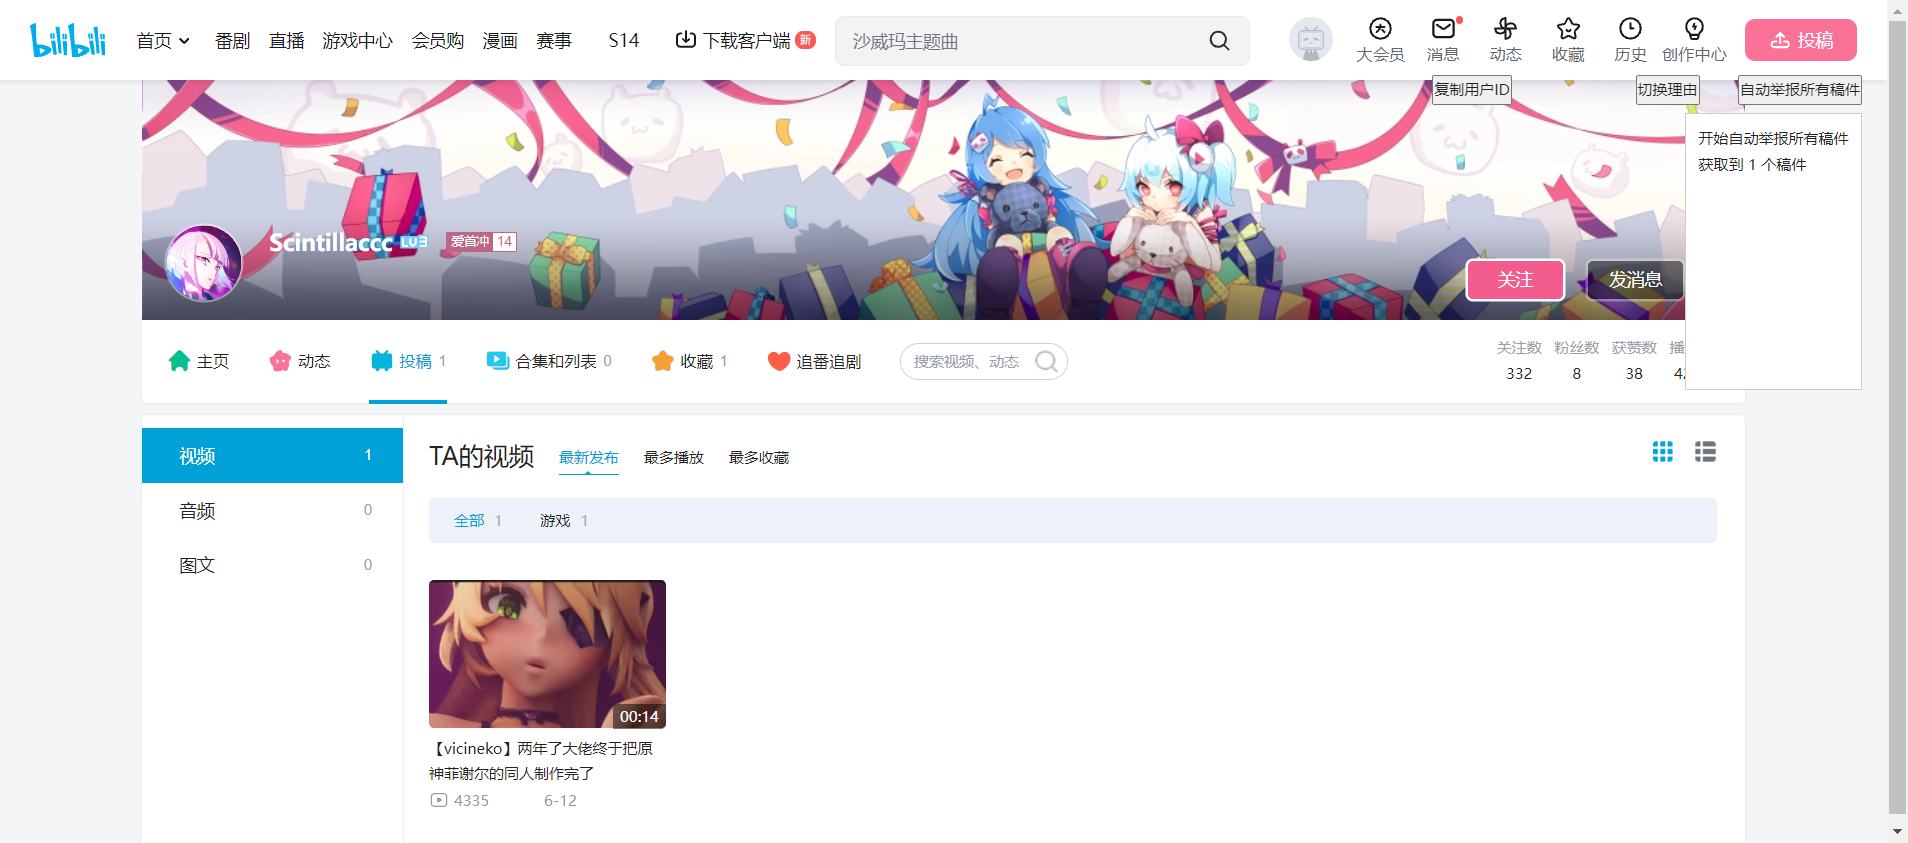 bilibili
首页 番剧 直播 游戏中心 会员购 漫画 赛事 S14 下载客户端 新
沙威玛主题曲
大会员 消息 动态 收藏 历史 创作中心
投稿
复制用户ID 切换理由 自动举报所有稿件
开始自动举报所有稿件
获取到 1 个稿件
Scintillaccc LV3 爱首冲 14
关注 发消息
主页 动态 投稿 1 合集和列表 0 收藏 1 追番追剧
搜索视频、动态
关注数 粉丝数 获赞数 播
332 8 38
视频 1
音频 0
图文 0
TA的视频 最新发布 最多播放 最多收藏
全部 1 游戏 1
00:14
【vicineko】两年了大佬终于把原
神菲谢尔的同人制作完了
4335 6-12